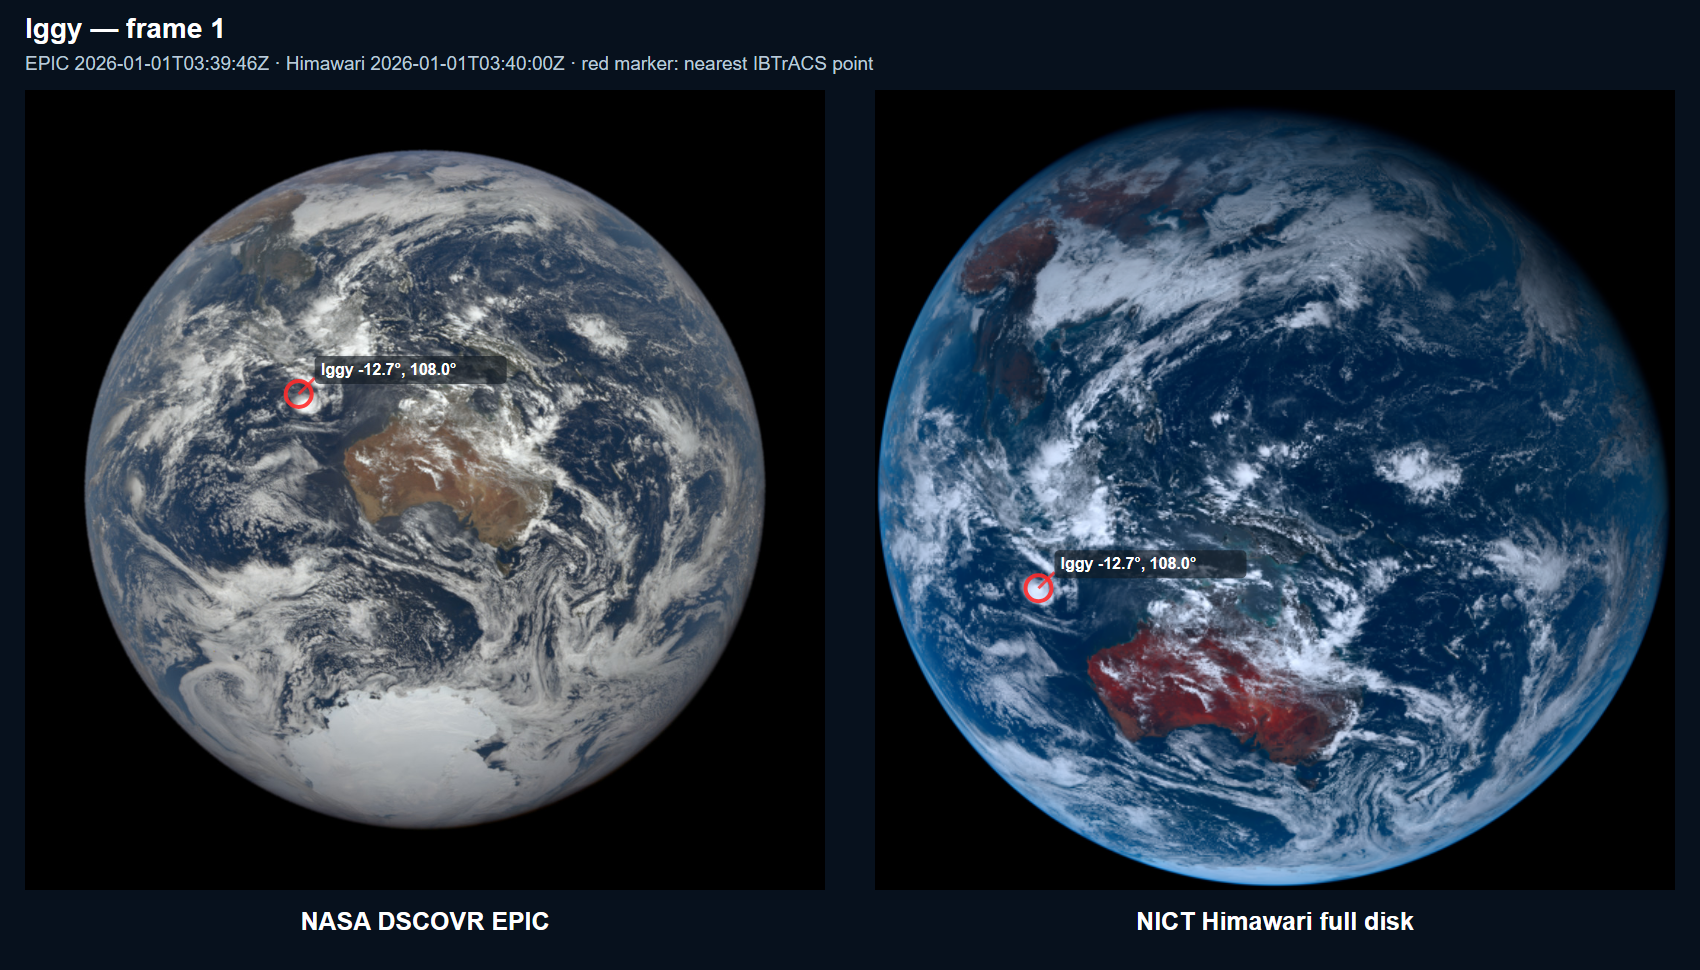 Iggy — frame 1
EPIC 2026-01-01T03:39:46Z · Himawari 2026-01-01T03:40:00Z · red marker: nearest IBTrACS point
Iggy -12.7°, 108.0°
Iggy -12.7°, 108.0°
NASA DSCOVR EPIC
NICT Himawari full disk